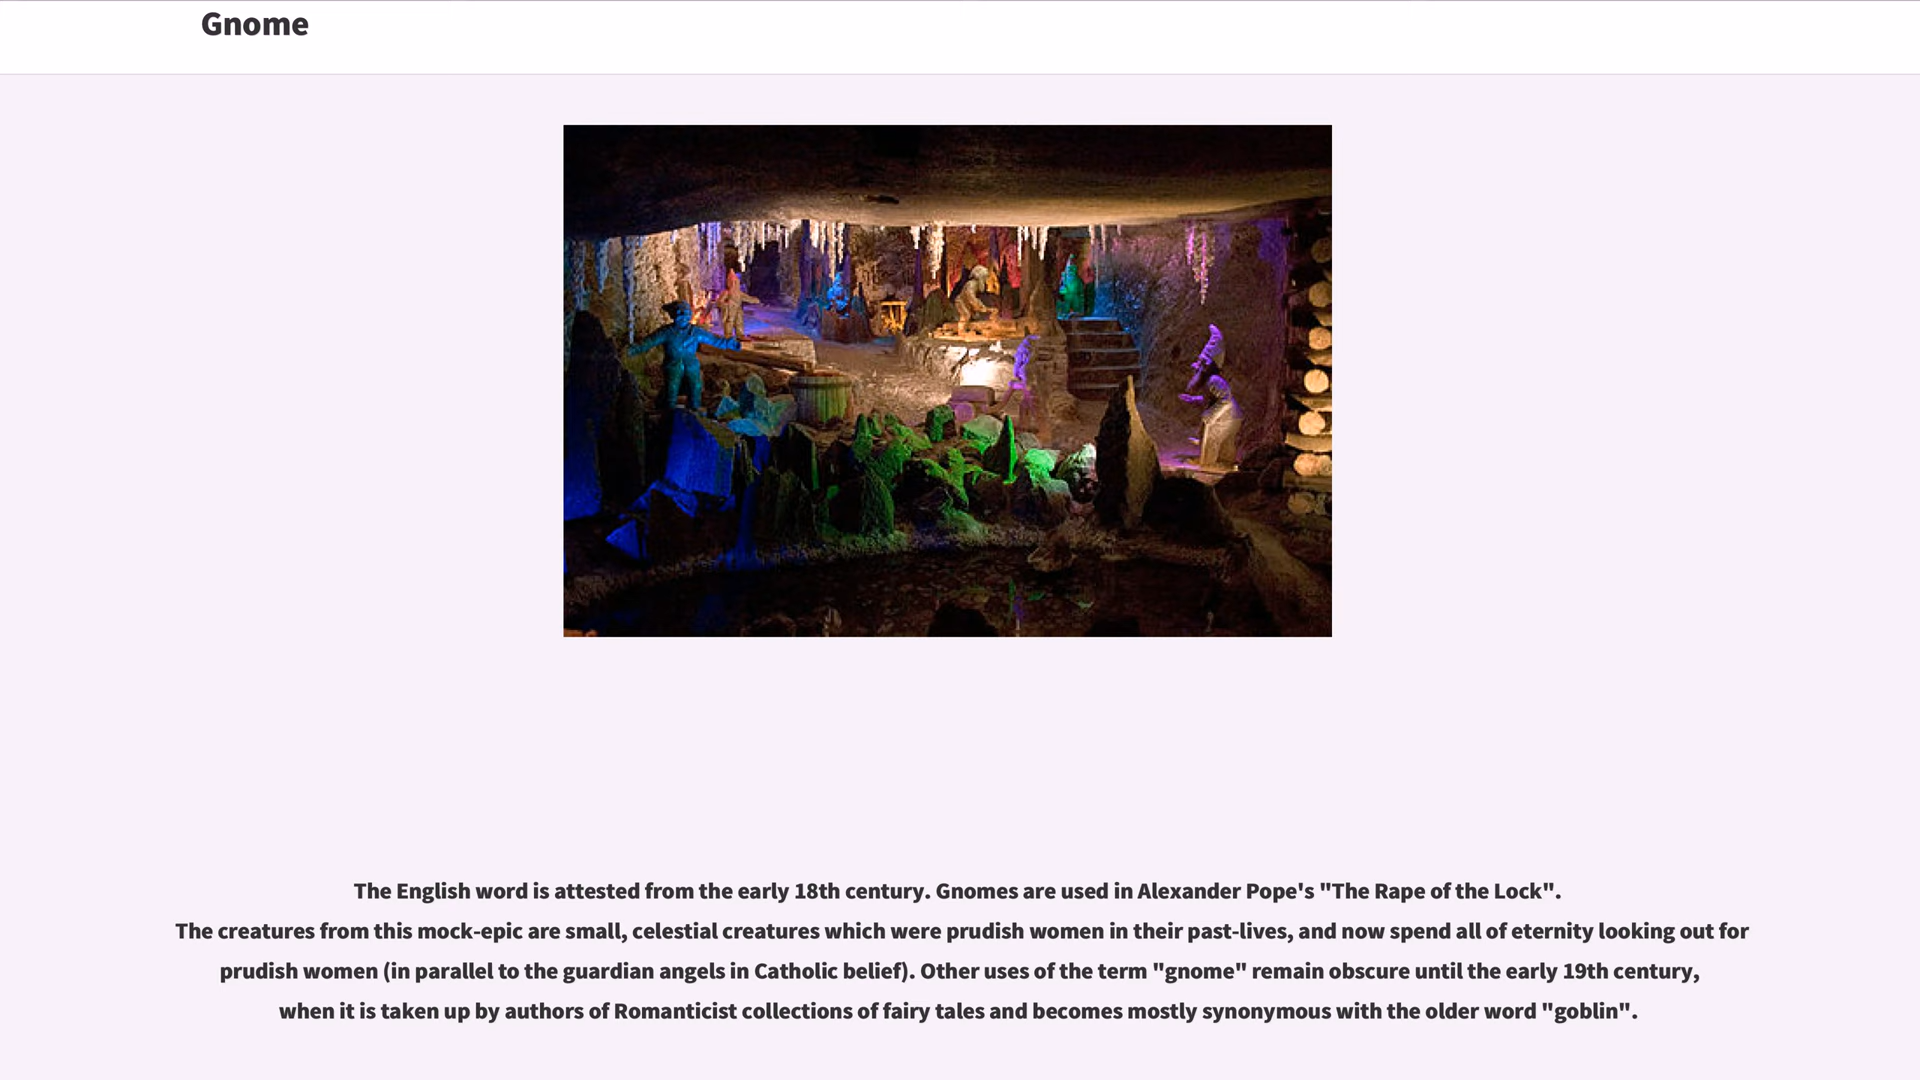 Gnome
The English word is attested from the early 18th century. Gnomes are used in Alexander Pope's "The Rape of the Lock".
The creatures from this mock-epic are small, celestial creatures which were prudish women in their past-lives, and now spend all of eternity looking out for
prudish women (in parallel to the guardian angels in Catholic belief). Other uses of the term "gnome" remain obscure until the early 19th century,
when it is taken up by authors of Romanticist collections of fairy tales and becomes mostly synonymous with the older word "goblin".